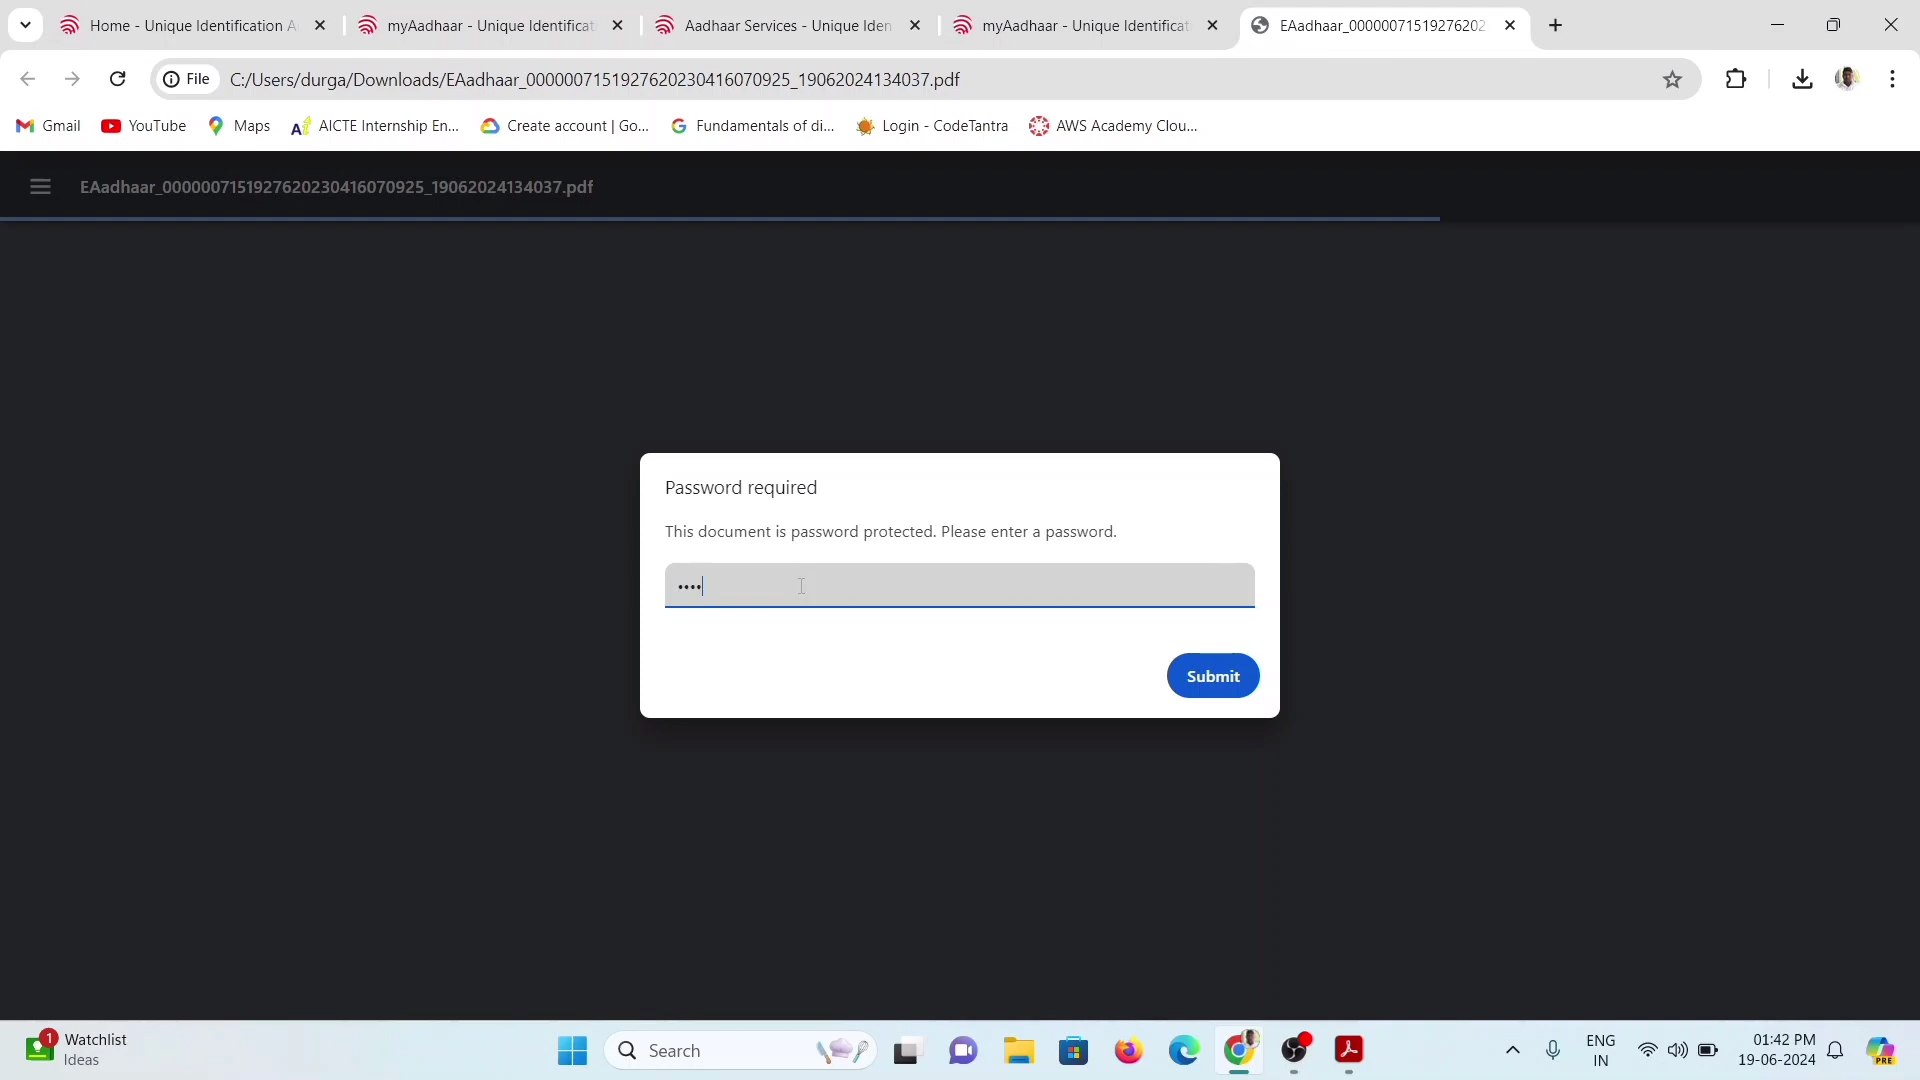 Home - Unique Identification A
myAadhaar - Unique Identificat
Aadhaar Services - Unique Iden
myAadhaar - Unique Identificat
EAadhaar_00000071519276202
File
C:/Users/durga/Downloads/EAadhaar_0000007151927620230416070925_19062024134037.pdf
Gmail
YouTube
Maps
AICTE Internship En...
Create account | Go...
Fundamentals of di...
Login - CodeTantra
AWS Academy Clou...
EAadhaar_0000007151927620230416070925_19062024134037.pdf
Password required
This document is password protected. Please enter a password.
••••
Submit
1
Watchlist
Ideas
Search
ENG
IN
01:42 PM
19-06-2024
PRE